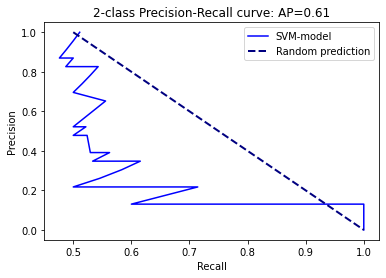 2-class Precision-Recall curve: AP=0.61
SVM-model
Random prediction
Precision
1.0
0.8
0.6
0.4
0.2
0.0
0.5
0.6
0.7
0.8
0.9
1.0
Recall